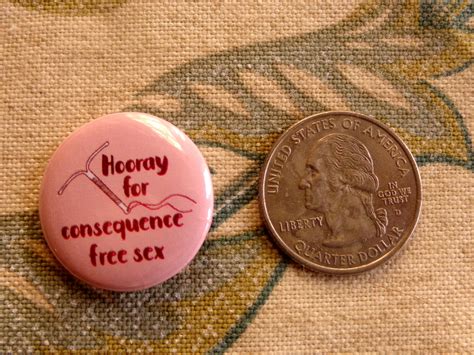 Hooray
for
consequence
free sex
UNITED STATES OF AMERICA
LIBERTY
IN
GOD WE
TRUST
D
QUARTER DOLLAR